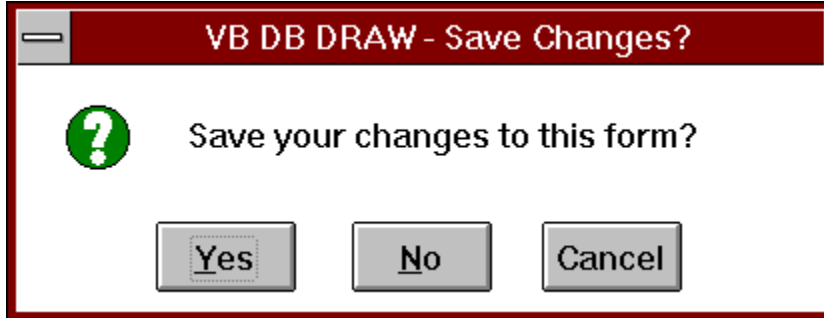 VB DB DRAW - Save Changes?
Save your changes to this form?
Yes No Cancel